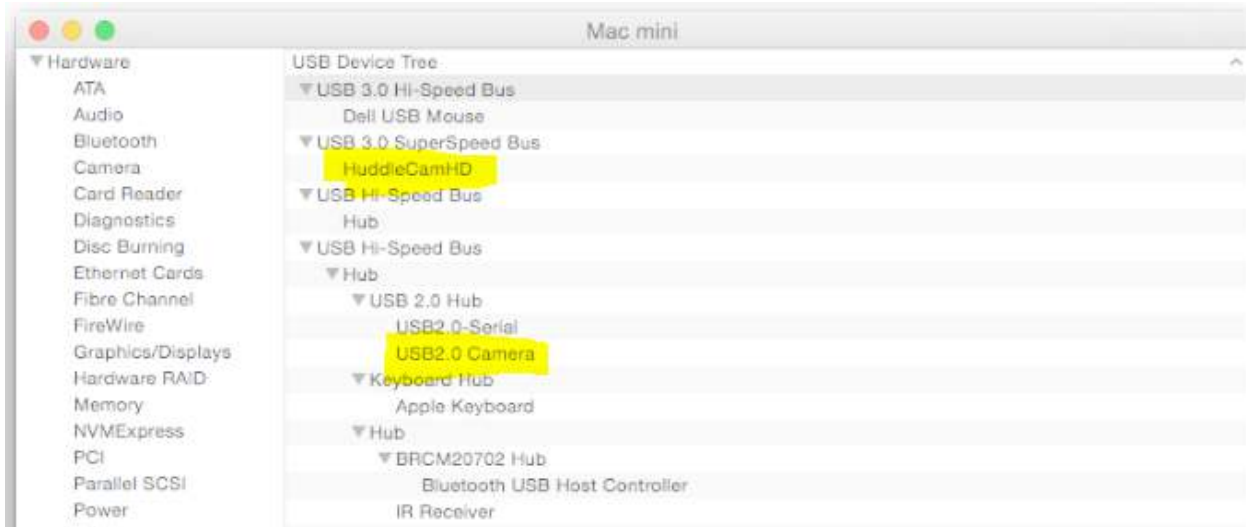 Mac mini
Hardware
ATA
Audio
Bluetooth
Camera
Card Reader
Diagnostics
Disc Burning
Ethernet Cards
Fibre Channel
FireWire
Graphics/Displays
Hardware RAID
Memory
NVMExpress
PCI
Parallel SCSI
Power
USB Device Tree
USB 3.0 Hi-Speed Bus
Dell USB Mouse
USB 3.0 SuperSpeed Bus
HuddleCamHD
USB Hi-Speed Bus
Hub
USB Hi-Speed Bus
Hub
USB 2.0 Hub
USB2.0-Serial
USB2.0 Camera
Keyboard Hub
Apple Keyboard
Hub
BRCM20702 Hub
Bluetooth USB Host Controller
IR Receiver